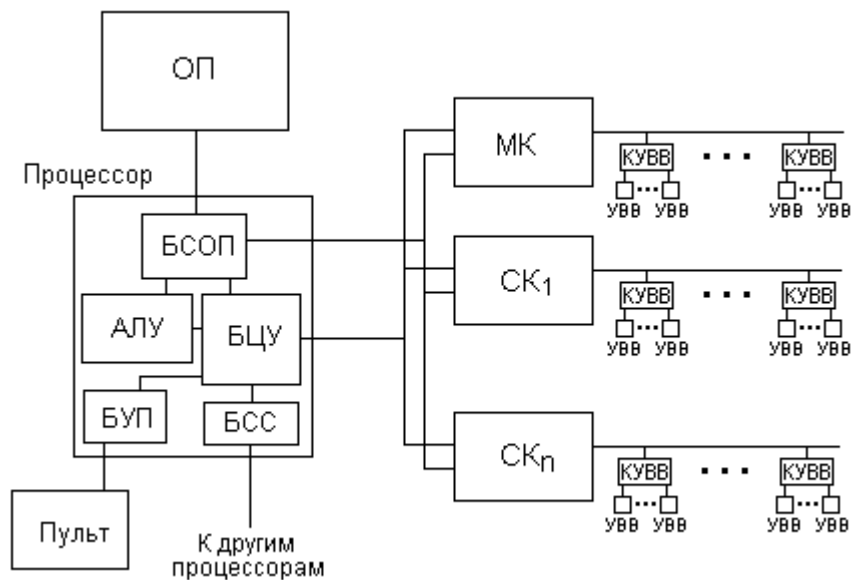 ОП
МК
КУВВ КУВВ
УВВ УВВ УВВ УВВ
Процессор
БСОП
АЛУ
БЦУ
БУП
БСС
СК1
КУВВ КУВВ
УВВ УВВ УВВ УВВ
СКn
КУВВ КУВВ
УВВ УВВ УВВ УВВ
Пульт
К другим
процессорам